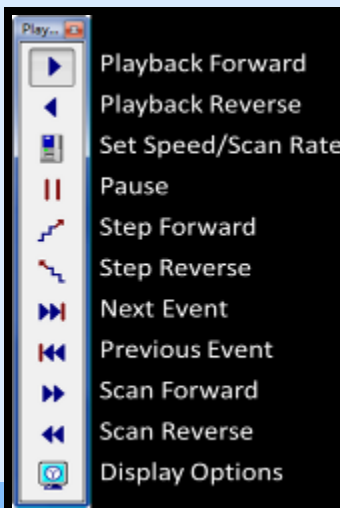 Play...
Playback Forward
Playback Reverse
Set Speed/Scan Rate
Pause
Step Forward
Step Reverse
Next Event
Previous Event
Scan Forward
Scan Reverse
Display Options